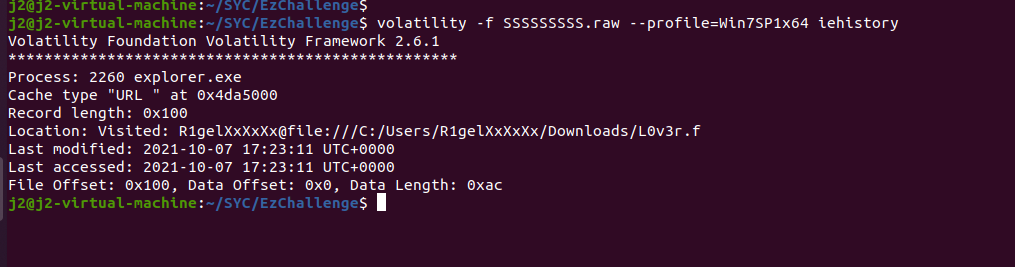 j2@j2-virtual-machine:~/SYC/EzChallenge$
j2@j2-virtual-machine:~/SYC/EzChallenge$ volatility -f SSSSSSSSS.raw --profile=Win7SP1x64 iehistory
Volatility Foundation Volatility Framework 2.6.1
**************************************************
Process: 2260 explorer.exe
Cache type "URL " at 0x4da5000
Record length: 0x100
Location: Visited: R1gelXxXxXx@file:///C:/Users/R1gelXxXxXx/Downloads/L0v3r.f
Last modified: 2021-10-07 17:23:11 UTC+0000
Last accessed: 2021-10-07 17:23:11 UTC+0000
File Offset: 0x100, Data Offset: 0x0, Data Length: 0xac
j2@j2-virtual-machine:~/SYC/EzChallenge$